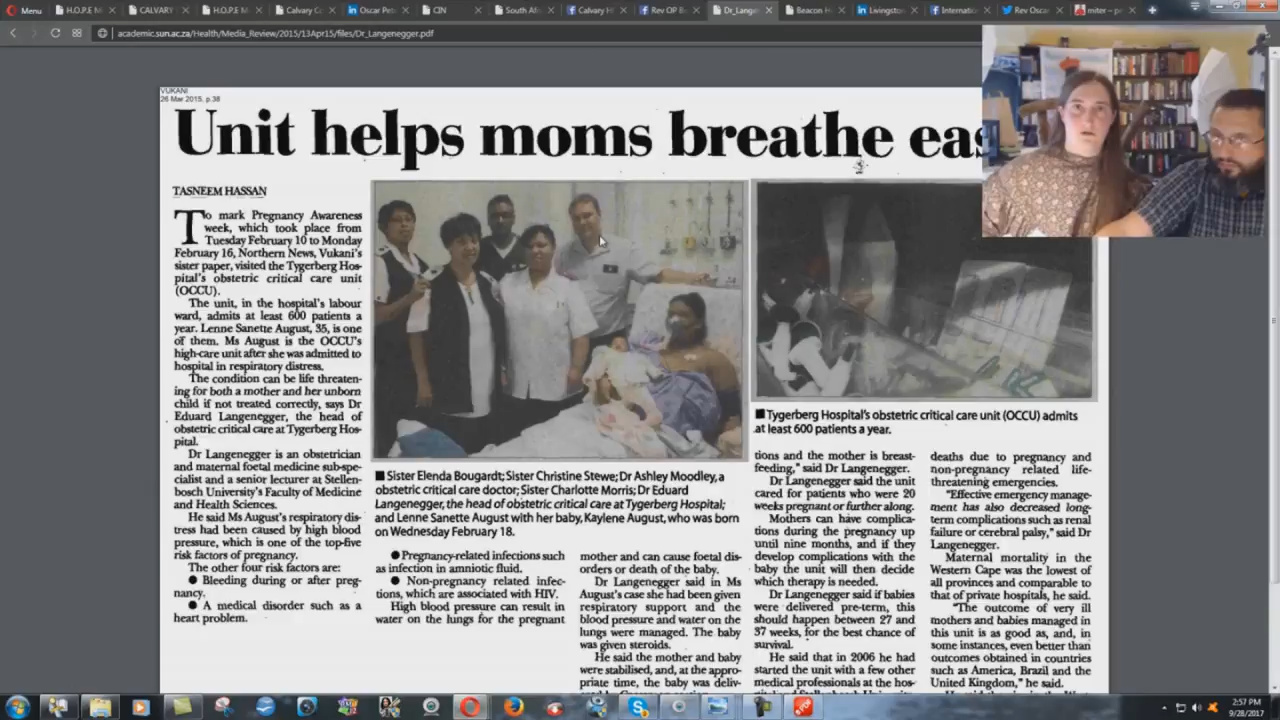 Menu
H.O.P.E M
CALVARY
H.O.P.E M
Calvary Co
Oscar Pet
CIN
South Afr
Calvary H
Rev OP B
Dr_Langen
Beacon H
Livingston
Internatio
Rev Oscar
miter – p
academic.sun.ac.za/Health/Media_Review/2015/13Apr15/files/Dr_Langenegger.pdf
VUKANI
26 Mar 2015, p.38
Unit helps moms breathe eas
TASNEEM HASSAN
To mark Pregnancy Awareness
week, which took place from
Tuesday February 10 to Monday
February 16, Northern News, Vukani's
sister paper, visited the Tygerberg Hos-
pital's obstetric critical care unit
(OCCU).
The unit, in the hospital's labour
ward, admits at least 600 patients a
year. Lenne Sanette August, 35, is one
of them. Ms August is the OCCU's
high-care unit after she was admitted to
hospital in respiratory distress.
The condition can be life threaten-
ing for both a mother and her unborn
child if not treated correctly, says Dr
Eduard Langenegger, the head of
obstetric critical care at Tygerberg Hos-
pital.
Dr Langenegger is an obstetrician
and maternal foetal medicine sub-spe-
cialist and a senior lecturer at Stellen-
bosch University's Faculty of Medicine
and Health Sciences.
He said Ms August's respiratory dis-
tress had been caused by high blood
pressure, which is one of the top-five
risk factors of pregnancy.
The other four risk factors are:
● Bleeding during or after preg-
nancy.
● A medical disorder such as a
heart problem.
■ Sister Elenda Bougardt; Sister Christine Stewe; Dr Ashley Moodley, a
obstetric critical care doctor; Sister Charlotte Morris; Dr Eduard
Langenegger, the head of obstetric critical care at Tygerberg Hospital;
and Lenne Sanette August with her baby, Kaylene August, who was born
on Wednesday February 18.
● Pregnancy-related infections such
as infection in amniotic fluid.
● Non-pregnancy related infec-
tions, which are associated with HIV.
High blood pressure can result in
water on the lungs for the pregnant
mother and can cause foetal dis-
orders or death of the baby.
Dr Langenegger said in Ms
August's case she had been given
respiratory support and the
blood pressure and water on the
lungs were managed. The baby
was given steroids.
He said the mother and baby
were stabilised, and, at the appro-
priate time, the baby was deliv-
■ Tygerberg Hospital's obstetric critical care unit (OCCU) admits
at least 600 patients a year.
tions and the mother is breast-
feeding," said Dr Langenegger.
Dr Langenegger said the unit
cared for patients who were 20
weeks pregnant or further along.
Mothers can have complica-
tions during the pregnancy up
until nine months, and if they
develop complications with the
baby the unit will then decide
which therapy is needed.
Dr Langenegger said if babies
were delivered pre-term, this
should happen between 27 and
37 weeks, for the best chance of
survival.
He said that in 2006 he had
started the unit with a few other
medical professionals at the hos-
deaths due to pregnancy and
non-pregnancy related life-
threatening emergencies.
"Effective emergency manage-
ment has also decreased long-
term complications such as renal
failure or cerebral palsy," said Dr
Langenegger.
Maternal mortality in the
Western Cape was the lowest of
all provinces and comparable to
that of private hospitals, he said.
"The outcome of very ill
mothers and babies managed in
this unit is as good as, and, in
some instances, even better than
outcomes obtained in countries
such as America, Brazil and the
United Kingdom," he said.
2:57 PM
9/28/2017